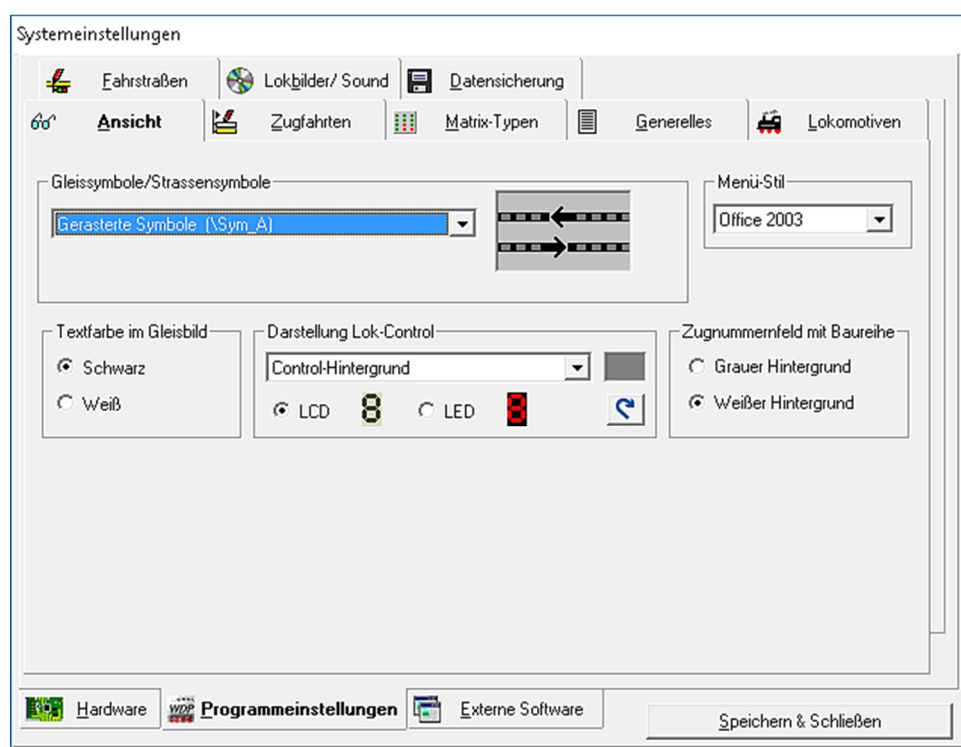 Systemeinstellungen
Fahrstraßen Lokbilder/ Sound Datensicherung
Ansicht Zugfahrten Matrix-Typen Generelles Lokomotiven
Gleissymbole/Strassensymbole Menü-Stil
Gerasterte Symbole (\Sym_A) Office 2003
Textfarbe im Gleisbild Darstellung Lok-Control Zugnummernfeld mit Baureihe
Schwarz Control-Hintergrund Grauer Hintergrund
Weiß LCD 8 LED 8 Weißer Hintergrund
Hardware WDP Programmeinstellungen Externe Software Speichern & Schließen